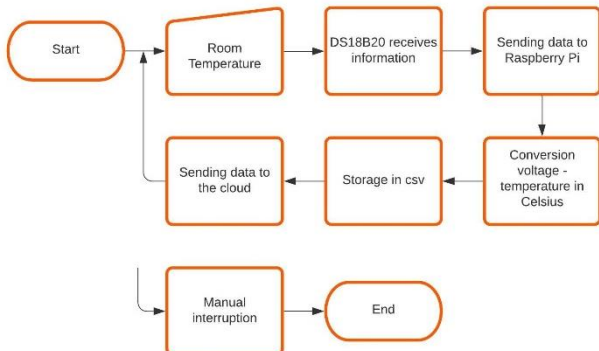 Start
Room
Temperature
DS18B20 receives
information
Sending data to
Raspberry Pi
Conversion
voltage -
temperature in
Celsius
Storage in csv
Sending data to
the cloud
Manual
interruption
End